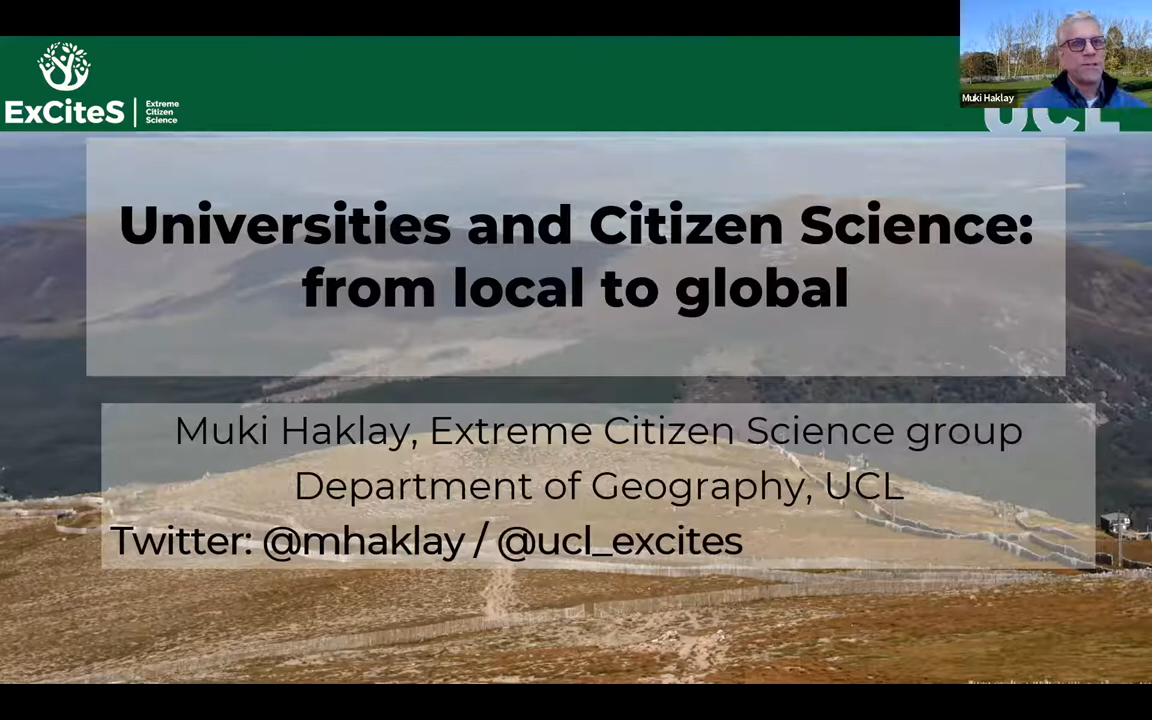 ExCiteS
Extreme
Citizen
Science
Muki Haklay
UCL
Universities and Citizen Science:
from local to global
Muki Haklay, Extreme Citizen Science group
Department of Geography, UCL
Twitter: @mhaklay / @ucl_excites